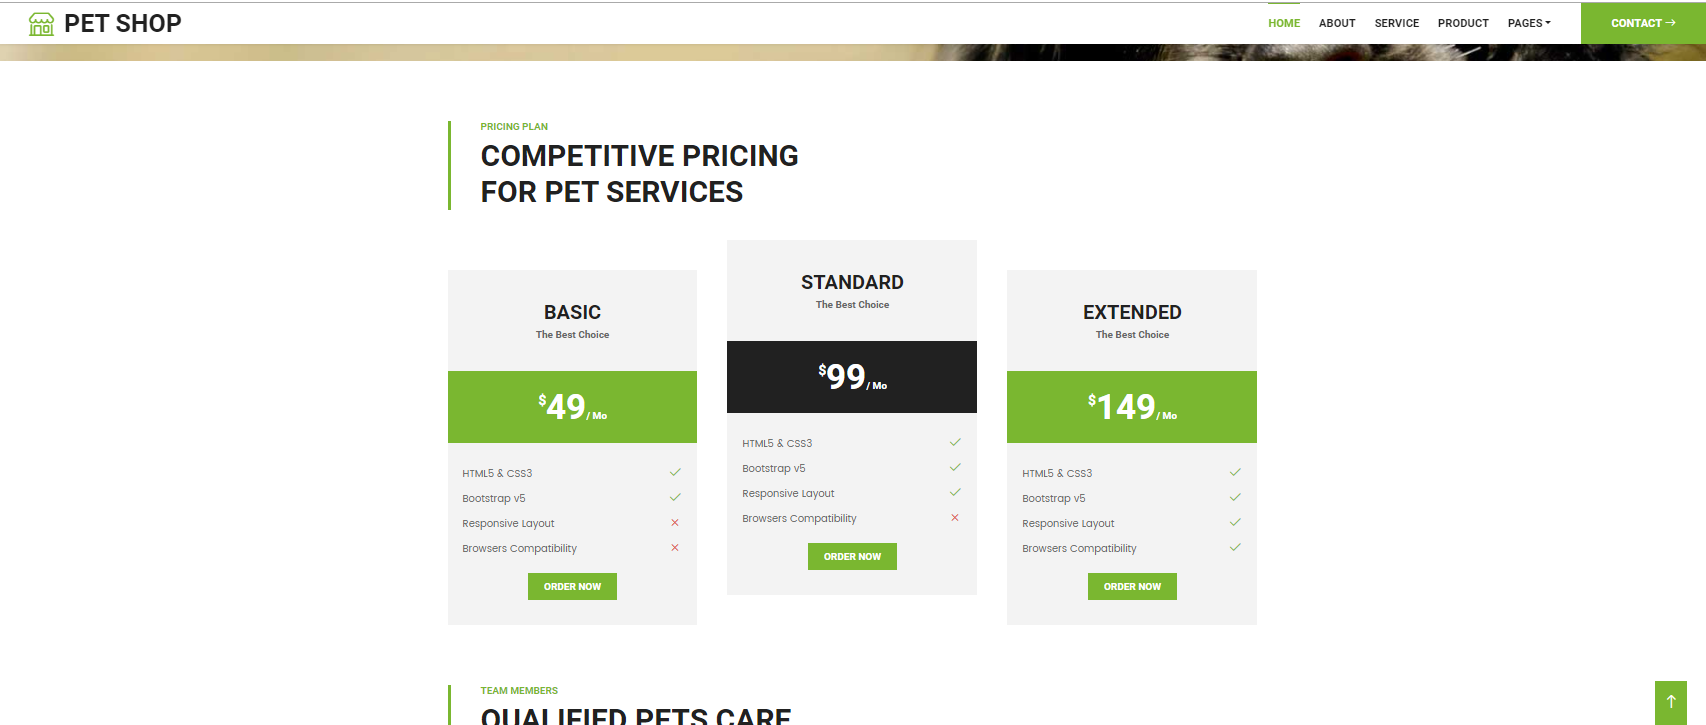 PET SHOP
HOME
ABOUT
SERVICE
PRODUCT
PAGES
CONTACT
PRICING PLAN
COMPETITIVE PRICING
FOR PET SERVICES
BASIC
The Best Choice
$49/ Mo
HTML5 & CSS3
Bootstrap v5
Responsive Layout
Browsers Compatibility
ORDER NOW
STANDARD
The Best Choice
$99/ Mo
HTML5 & CSS3
Bootstrap v5
Responsive Layout
Browsers Compatibility
ORDER NOW
EXTENDED
The Best Choice
$149/ Mo
HTML5 & CSS3
Bootstrap v5
Responsive Layout
Browsers Compatibility
ORDER NOW
TEAM MEMBERS
QUALIFIED PETS CARE